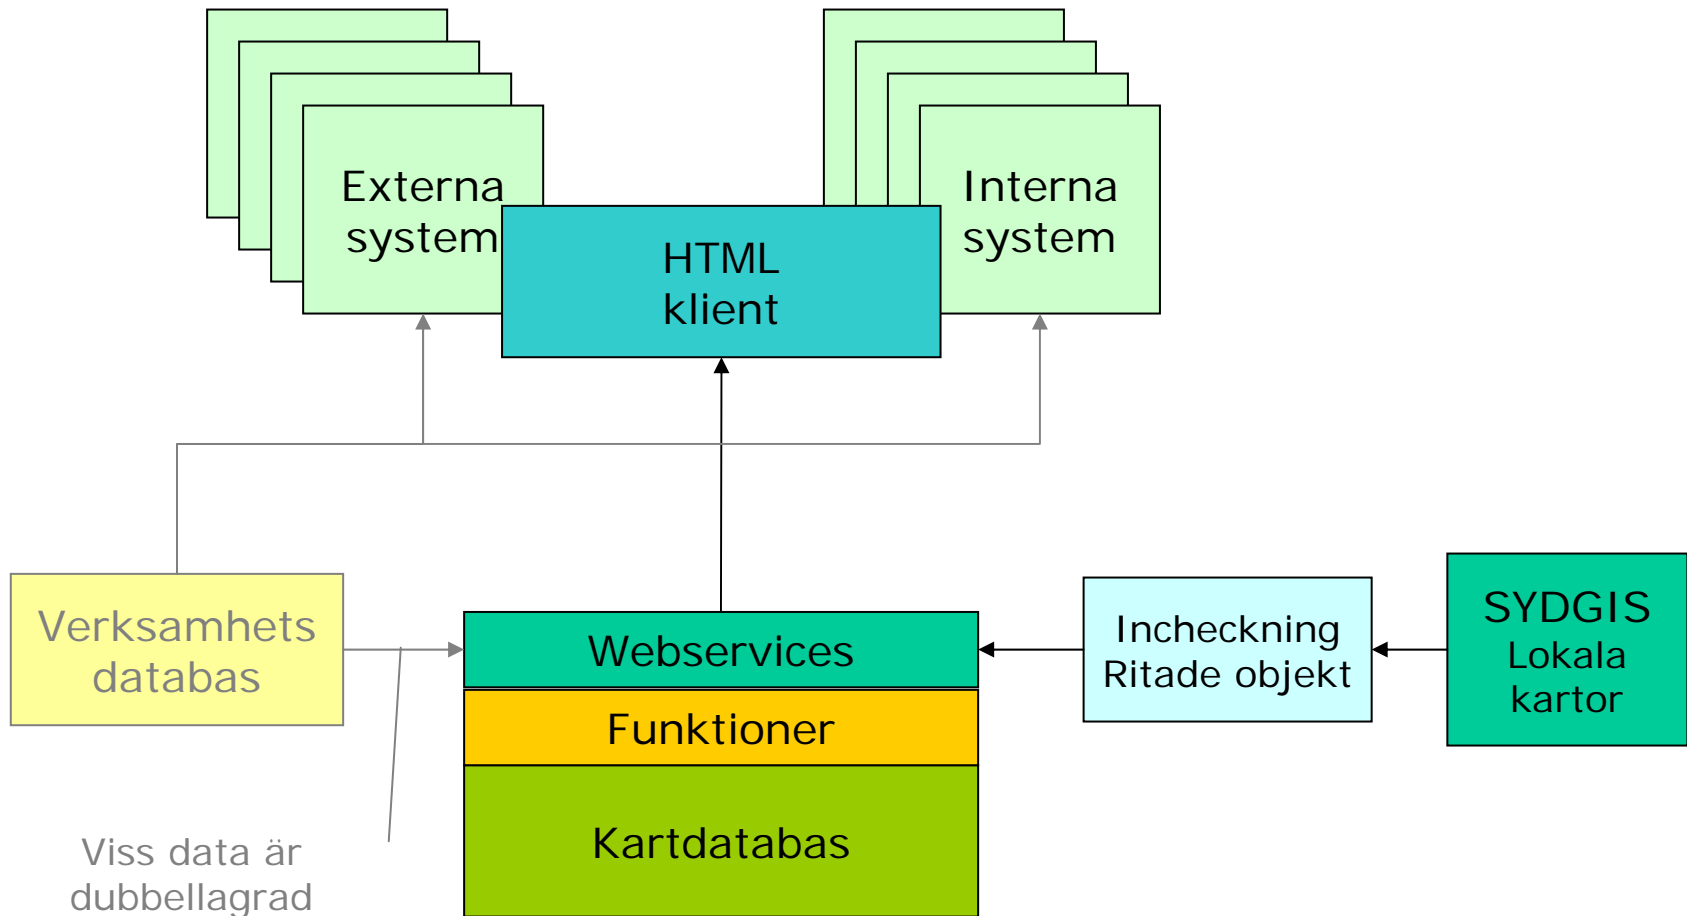 Externa
system
Interna
system
HTML
klient
Verksamhets
databas
Webservices
Funktioner
Kartdatabas
Incheckning
Ritade objekt
SYDGIS
Lokala
kartor
Viss data är
dubbellagrad